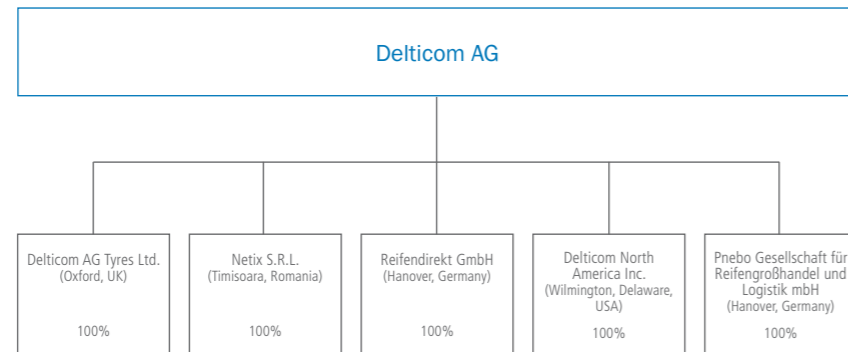 Delticom AG
Delticom AG Tyres Ltd.
(Oxford, UK)
100%
Netix S.R.L.
(Timisoara, Romania)
100%
Reifendirekt GmbH
(Hanover, Germany)
100%
Delticom North
America Inc.
(Wilmington, Delaware,
USA)
100%
Pnebo Gesellschaft für
Reifengroßhandel und
Logistik mbH
(Hanover, Germany)
100%